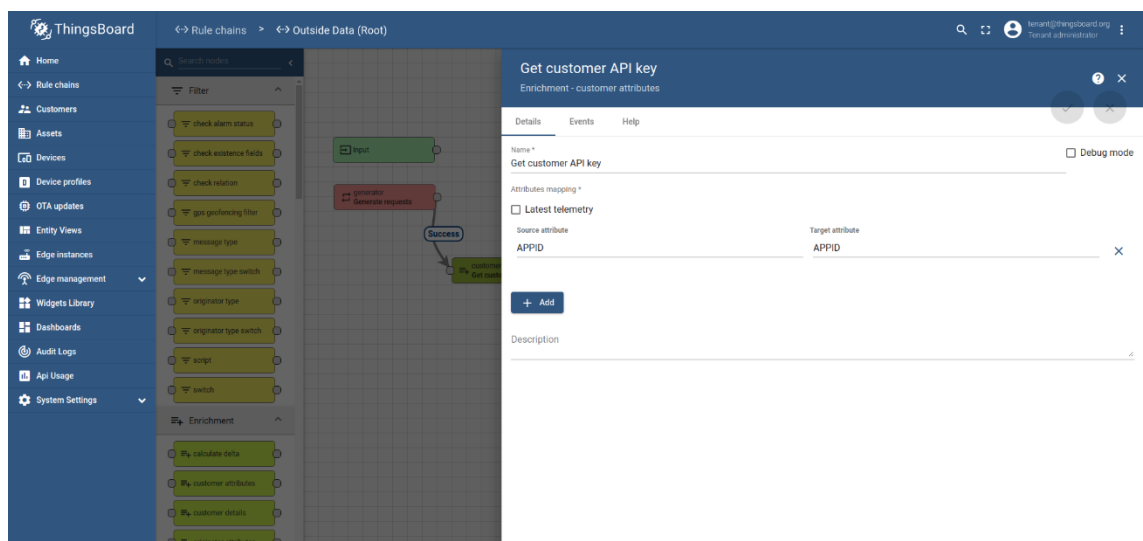 ThingsBoard
Rule chains > Outside Data (Root)
tenant@thingsboard.org
Tenant administrator
Home
Rule chains
Customers
Assets
Devices
Device profiles
OTA updates
Entity Views
Edge instances
Edge management
Widgets Library
Dashboards
Audit Logs
Api Usage
System Settings
Search nodes
Filter
check alarm status
check existence fields
check relation
gps geofencing filter
message type
message type switch
originator type
originator type switch
script
switch
Enrichment
calculate delta
customer attributes
customer details
Input
generator
Generate requests
Success
customer
Get custo
Get customer API key
Enrichment - customer attributes
Details Events Help
Name *
Get customer API key
Debug mode
Attributes mapping *
Latest telemetry
Source attribute Target attribute
APPID APPID
+ Add
Description